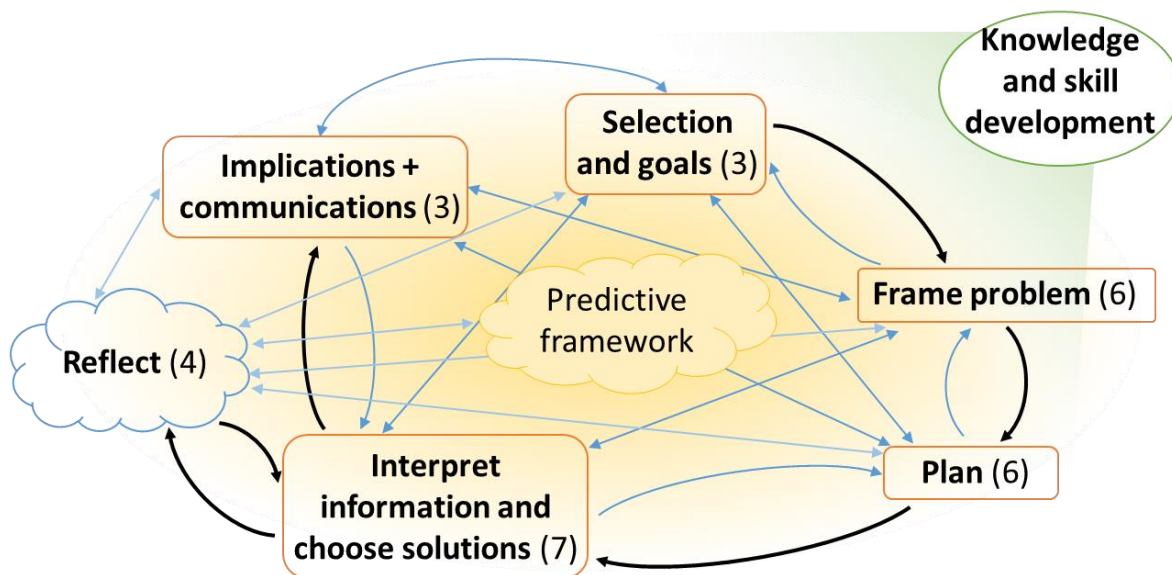 Knowledge
and skill
development
Selection
and goals (3)
Implications +
communications (3)
Predictive
framework
Frame problem (6)
Reflect (4)
Interpret
information and
choose solutions (7)
Plan (6)